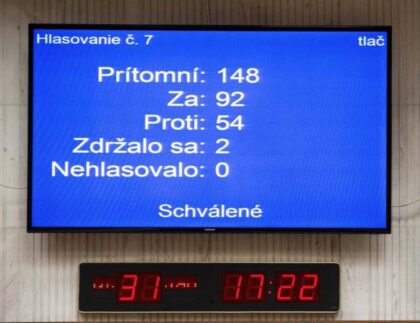 Hlasovanie č. 7 tlač
Prítomní: 148
Za: 92
Proti: 54
Zdržalo sa: 2
Nehlasovalo: 0
Schválené
31 17:22